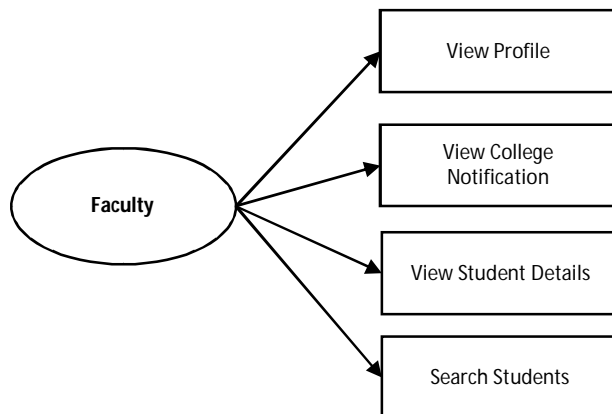 View Profile
View College
Notification
Faculty
View Student Details
Search Students